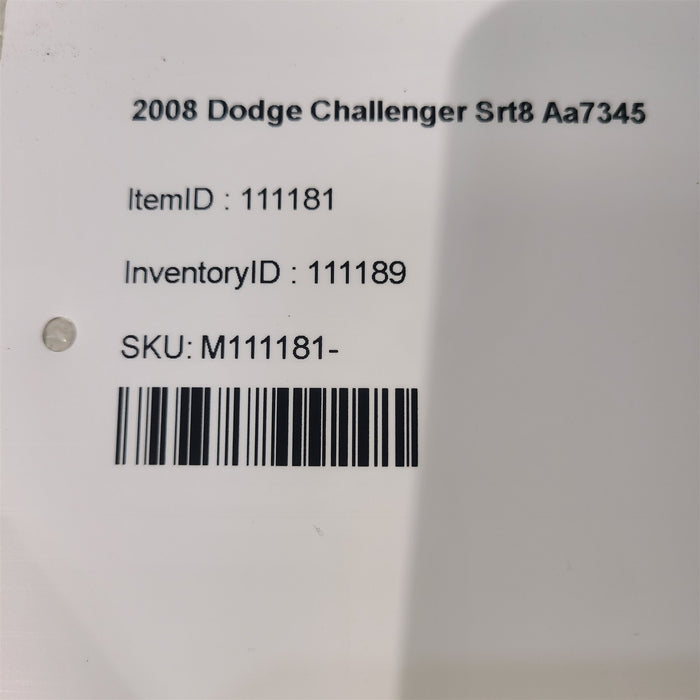 2008 Dodge Challenger Srt8 Aa7345
ItemID : 111181
InventoryID : 111189
SKU: M111181-